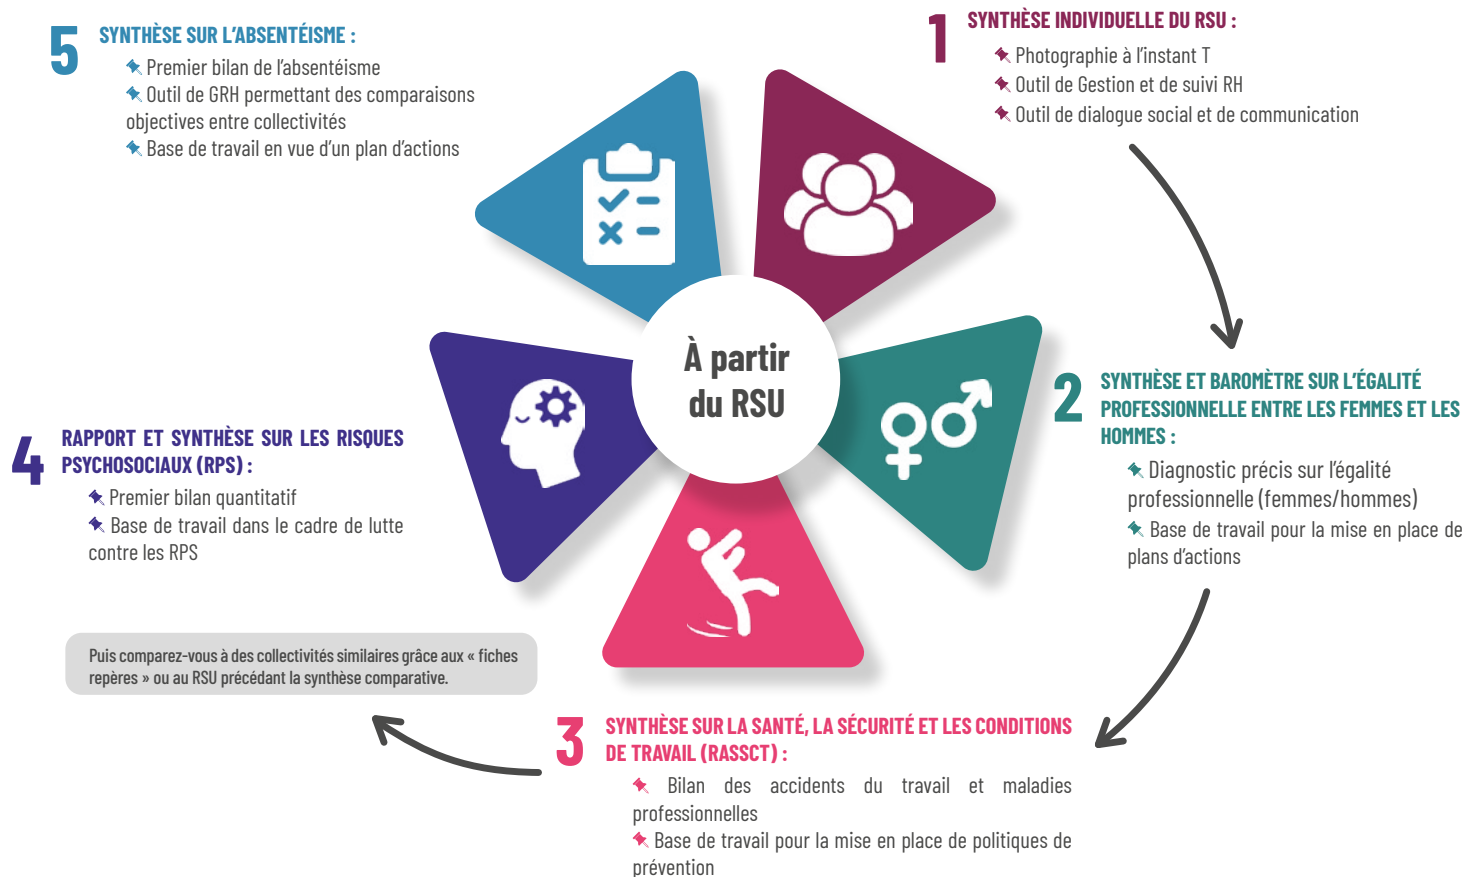 À partir
du RSU
1
SYNTHÈSE INDIVIDUELLE DU RSU :
Photographie à l'instant T
Outil de Gestion et de suivi RH
Outil de dialogue social et de communication
2
SYNTHÈSE ET BAROMÈTRE SUR L'ÉGALITÉ
PROFESSIONNELLE ENTRE LES FEMMES ET LES
HOMMES :
Diagnostic précis sur l'égalité
professionnelle (femmes/hommes)
Base de travail pour la mise en place de
plans d'actions
3
SYNTHÈSE SUR LA SANTÉ, LA SÉCURITÉ ET LES CONDITIONS
DE TRAVAIL (RASSCT) :
Bilan des accidents du travail et maladies
professionnelles
Base de travail pour la mise en place de politiques de
prévention
4
RAPPORT ET SYNTHÈSE SUR LES RISQUES
PSYCHOSOCIAUX (RPS) :
Premier bilan quantitatif
Base de travail dans le cadre de lutte
contre les RPS
5
SYNTHÈSE SUR L'ABSENTÉISME :
Premier bilan de l'absentéisme
Outil de GRH permettant des comparaisons
objectives entre collectivités
Base de travail en vue d'un plan d'actions
Puis comparez-vous à des collectivités similaires grâce aux « fiches
repères » ou au RSU précédant la synthèse comparative.